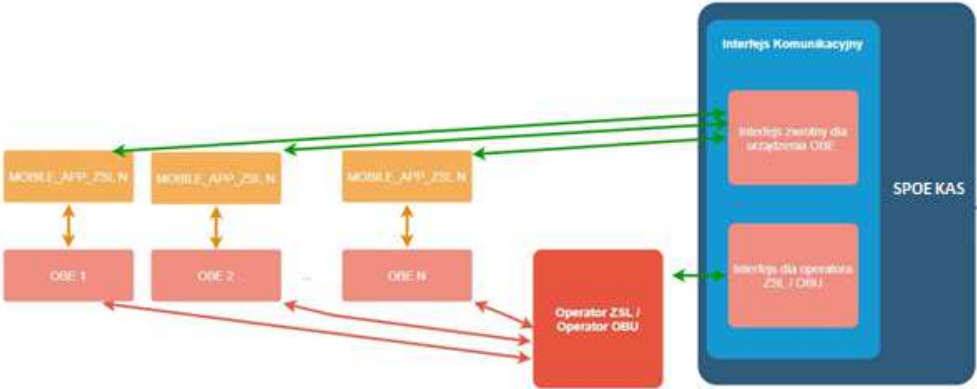 Interfejs Komunikacyjny
Interfejs zwrotny dla
urządzenia OBE
MOBILE_APP_ZSL N
MOBILE_APP_ZSL N
MOBILE_APP_ZSL N
SPOE KAS
OBE 1
OBE 2
...
OBE N
Interfejs dla operatora
ZSL / OBU
Operator ZSL /
Operator OBU